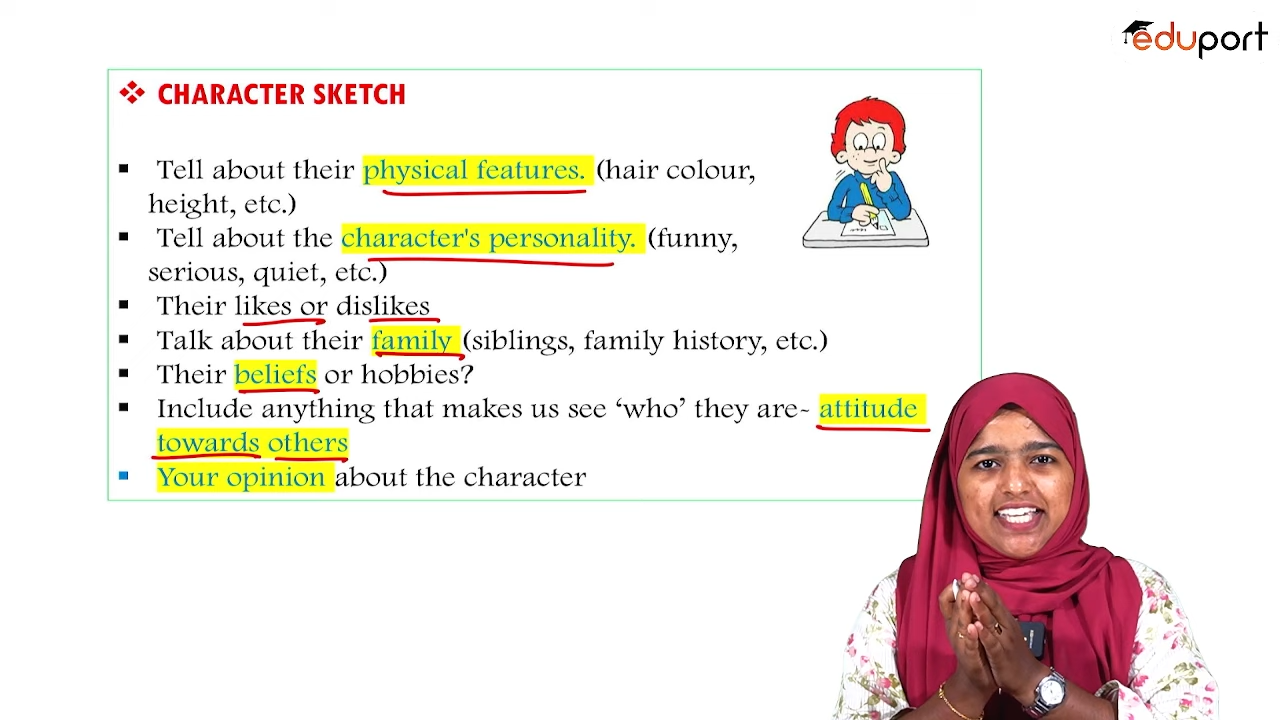 eduport
❖ CHARACTER SKETCH
▪ Tell about their physical features. (hair colour,
height, etc.)
▪ Tell about the character's personality. (funny,
serious, quiet, etc.)
▪ Their likes or dislikes
▪ Talk about their family (siblings, family history, etc.)
▪ Their beliefs or hobbies?
▪ Include anything that makes us see ‘who’ they are- attitude
towards others
▪ Your opinion about the character